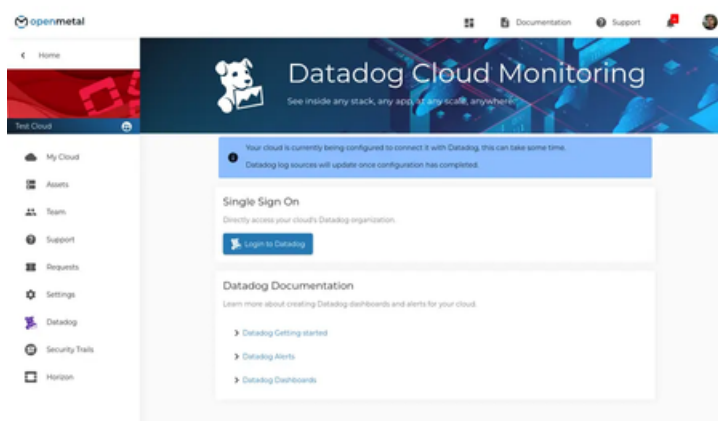 openmetal
Documentation
Support
Home
Test Cloud
My Cloud
Assets
Team
Support
Requests
Settings
Datadog
Security Trails
Horizon
Datadog Cloud Monitoring
See inside any stack, any app, at any scale, anywhere.
Your cloud is currently being configured to connect it with Datadog, this can take some time.
Datadog log sources will update once configuration has completed.
Single Sign On
Directly access your cloud's Datadog organization.
Login to Datadog
Datadog Documentation
Learn more about creating Datadog dashboards and alerts for your cloud.
Datadog Getting started
Datadog Alerts
Datadog Dashboards